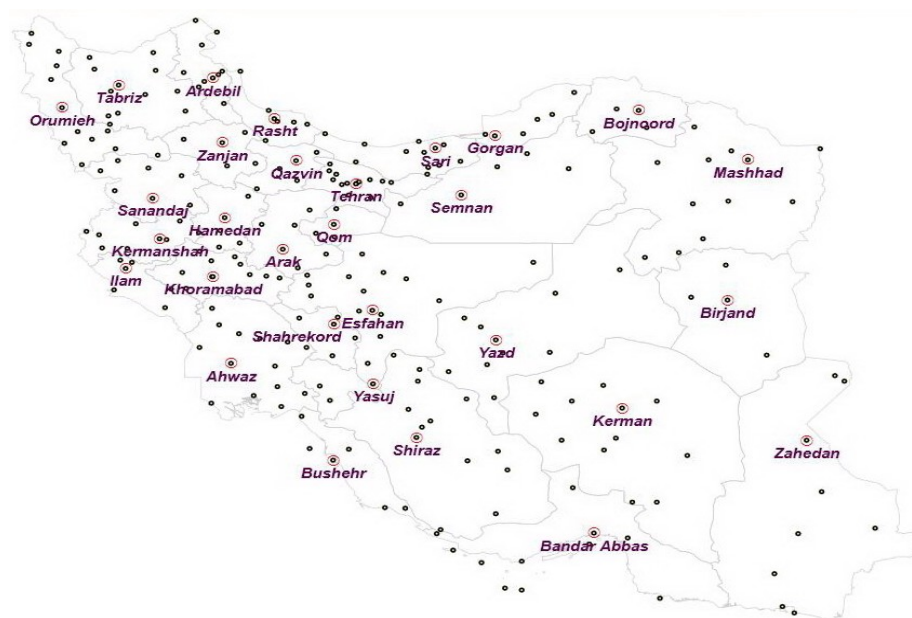 Tabriz
Ardebil
Orumieh
Rasht
Bojnoord
Zanjan
Sari
Gorgan
Qazvin
Mashhad
Tehran
Sanandaj
Semnan
Hamedan
Qom
Kermanshah
Arak
Ilam
Khoramabad
Birjand
Esfahan
Shahrekord
Yazd
Ahwaz
Yasuj
Kerman
Shiraz
Zahedan
Bushehr
Bandar Abbas